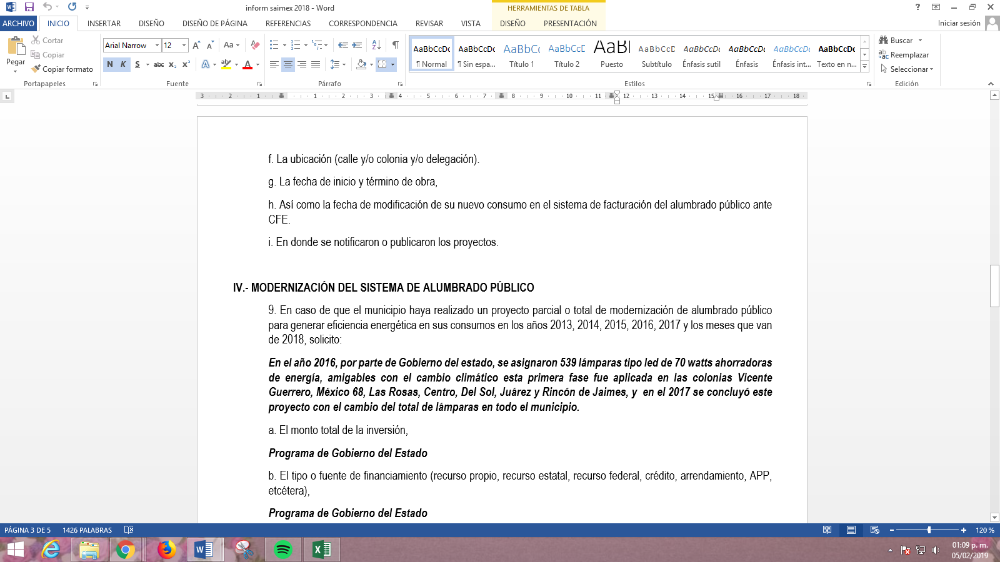 inform saimex 2018 - Word
HERRAMIENTAS DE TABLA
?
ARCHIVO INICIO INSERTAR DISEÑO DISEÑO DE PÁGINA REFERENCIAS CORRESPONDENCIA REVISAR VISTA DISEÑO PRESENTACIÓN Iniciar sesión
Pegar
Cortar
Copiar
Copiar formato
Portapapeles
Arial Narrow 12
N K S abc x₂ x²
Fuente
Párrafo
AaBbCcDc AaBbCcDc AaBbCc AaBbCcD AaBl AaBbCcD AaBbCcDc AaBbCcDc AaBbCcDc AaBbCcDc
¶ Normal ¶ Sin espa... Título 1 Título 2 Puesto Subtítulo Énfasis sutil Énfasis Énfasis int... Texto en n...
Estilos
Buscar
Reemplazar
Seleccionar
Edición
3 2 1 1 2 3 4 5 6 7 8 9 10 11 12 13 14 15 16 17 18
f. La ubicación (calle y/o colonia y/o delegación).
g. La fecha de inicio y término de obra,
h. Así como la fecha de modificación de su nuevo consumo en el sistema de facturación del alumbrado público ante
CFE.
i. En donde se notificaron o publicaron los proyectos.
IV.- MODERNIZACIÓN DEL SISTEMA DE ALUMBRADO PÚBLICO
9. En caso de que el municipio haya realizado un proyecto parcial o total de modernización de alumbrado público
para generar eficiencia energética en sus consumos en los años 2013, 2014, 2015, 2016, 2017 y los meses que van
de 2018, solicito:
En el año 2016, por parte de Gobierno del estado, se asignaron 539 lámparas tipo led de 70 watts ahorradoras
de energía, amigables con el cambio climático esta primera fase fue aplicada en las colonias Vicente
Guerrero, México 68, Las Rosas, Centro, Del Sol, Juárez y Rincón de Jaimes, y en el 2017 se concluyó este
proyecto con el cambio del total de lámparas en todo el municipio.
a. El monto total de la inversión,
Programa de Gobierno del Estado
b. El tipo o fuente de financiamiento (recurso propio, recurso estatal, recurso federal, crédito, arrendamiento, APP,
etcétera),
Programa de Gobierno del Estado
PÁGINA 3 DE 5 1426 PALABRAS 120 %
01:09 p. m.
05/02/2019